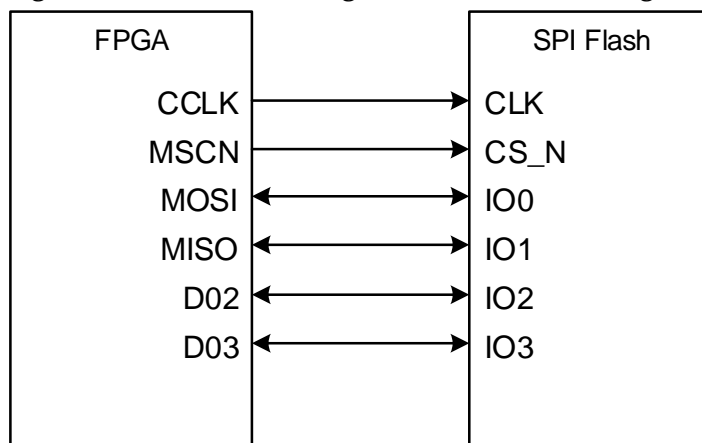 FPGA SPI Flash
CCLK CLK
MSCN CS_N
MOSI IO0
MISO IO1
D02 IO2
D03 IO3